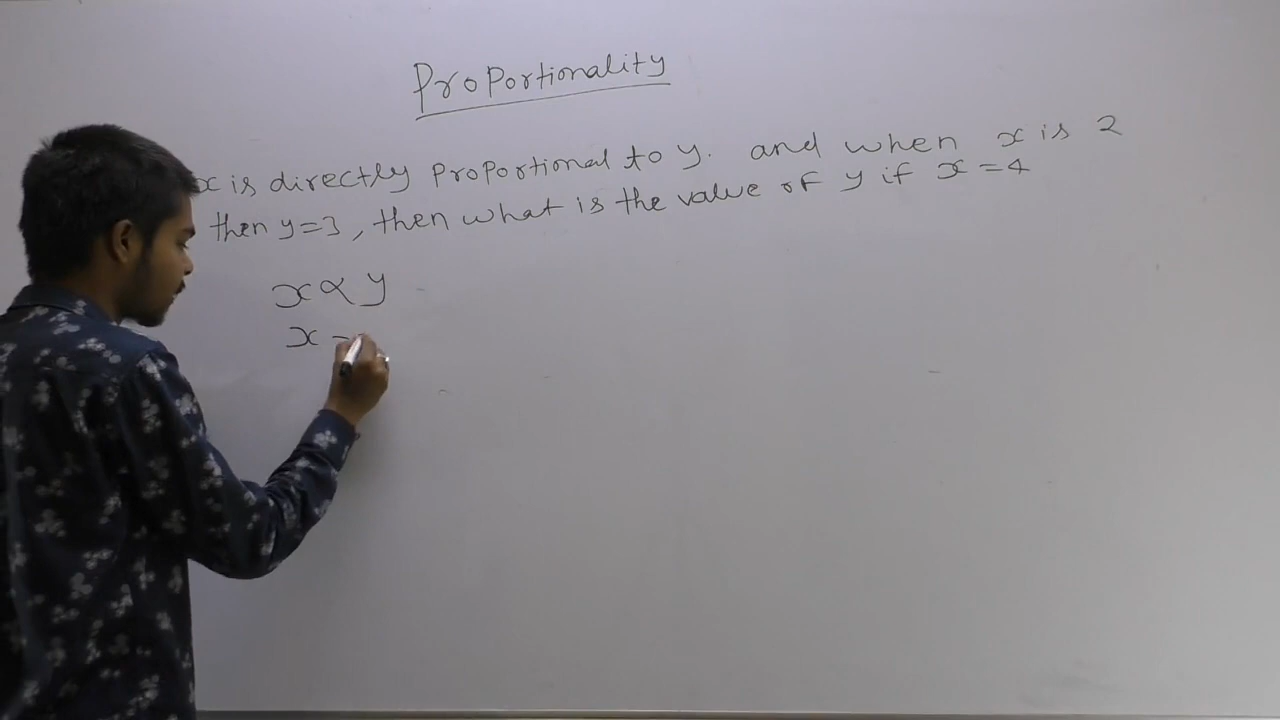 Proportionality
x is directly proportional to y. and when x is 2
then y=3, then what is the value of y if x=4
x ∝ y
x -